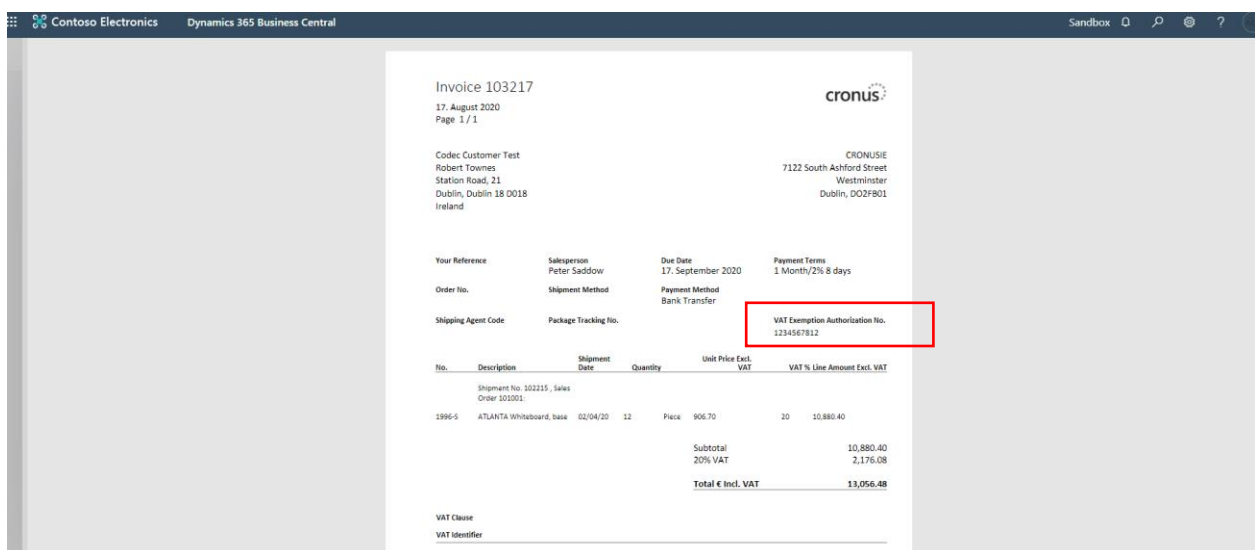 Contoso Electronics Dynamics 365 Business Central Sandbox ?
Invoice 103217
cronus
17. August 2020
Page 1 / 1
Codec Customer Test CRONUSIE
Robert Townes 7122 South Ashford Street
Station Road, 21 Westminster
Dublin, Dublin 18 D018 Dublin, DO2FB01
Ireland
Your Reference Salesperson Due Date Payment Terms
Peter Saddow 17. September 2020 1 Month/2% 8 days
Order No. Shipment Method Payment Method
Bank Transfer
Shipping Agent Code Package Tracking No. VAT Exemption Authorization No.
1234567812
Shipment Unit Price Excl.
No. Description Date Quantity VAT VAT % Line Amount Excl. VAT
Shipment No. 102215 , Sales
Order 101001:
1996-S ATLANTA Whiteboard, base 02/04/20 12 Piece 906.70 20 10,880.40
Subtotal 10,880.40
20% VAT 2,176.08
Total € Incl. VAT 13,056.48
VAT Clause
VAT Identifier